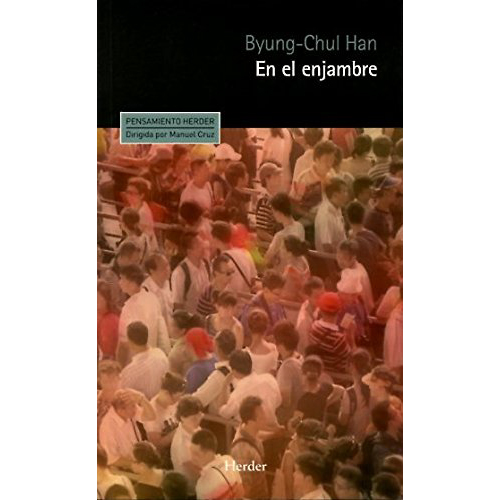 Byung-Chul Han
En el enjambre
PENSAMIENTO HERDER
Dirigida por Manuel Cruz
Herder